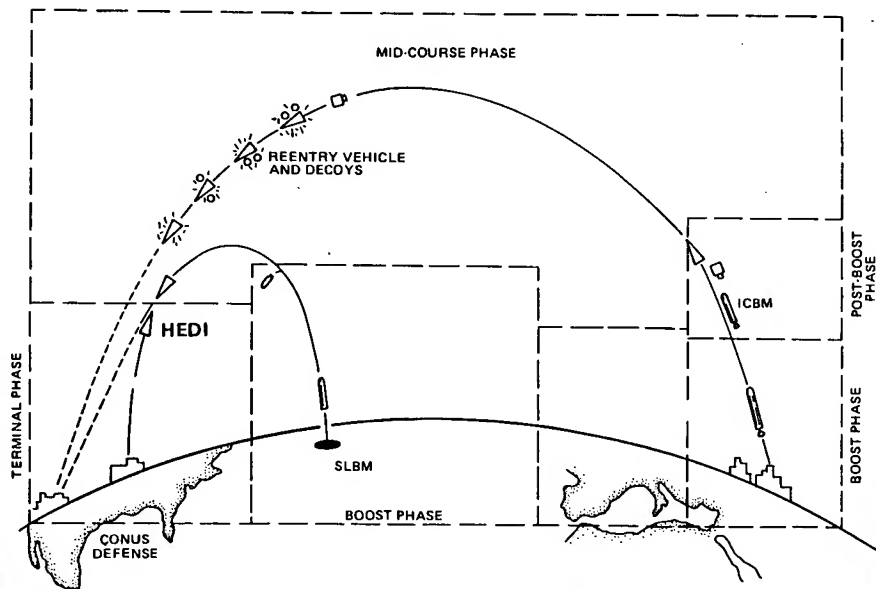 MID-COURSE PHASE
REENTRY VEHICLE
AND DECOYS
POST-BOOST
PHASE
ICBM
HEDI
TERMINAL PHASE
BOOST PHASE
SLBM
BOOST PHASE
CONUS
DEFENSE